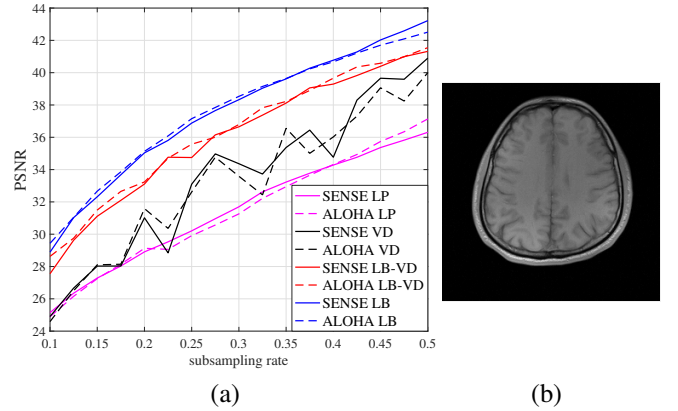 44
42
40
38
36
34
32
30
28
26
24
PSNR
0.1 0.15 0.2 0.25 0.3 0.35 0.4 0.45 0.5
subsampling rate
SENSE LP
ALOHA LP
SENSE VD
ALOHA VD
SENSE LB-VD
ALOHA LB-VD
SENSE LB
ALOHA LB
(a)
(b)